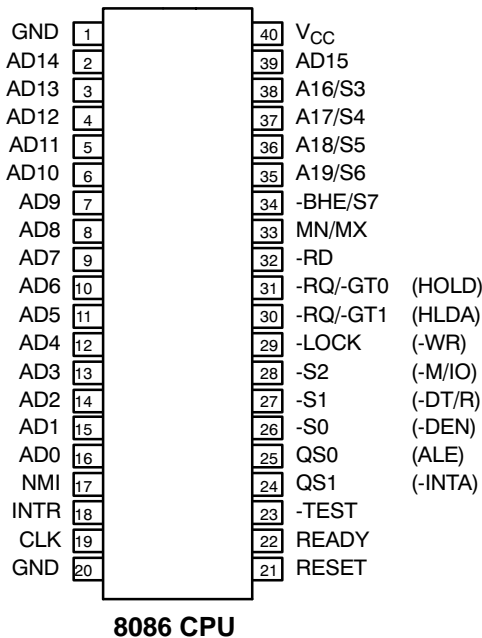 GND 1 40 VCC
AD14 2 39 AD15
AD13 3 38 A16/S3
AD12 4 37 A17/S4
AD11 5 36 A18/S5
AD10 6 35 A19/S6
AD9 7 34 -BHE/S7
AD8 8 33 MN/MX
AD7 9 32 -RD
AD6 10 31 -RQ/-GT0 (HOLD)
AD5 11 30 -RQ/-GT1 (HLDA)
AD4 12 29 -LOCK (-WR)
AD3 13 28 -S2 (-M/IO)
AD2 14 27 -S1 (-DT/R)
AD1 15 26 -S0 (-DEN)
AD0 16 25 QS0 (ALE)
NMI 17 24 QS1 (-INTA)
INTR 18 23 -TEST
CLK 19 22 READY
GND 20 21 RESET
8086 CPU